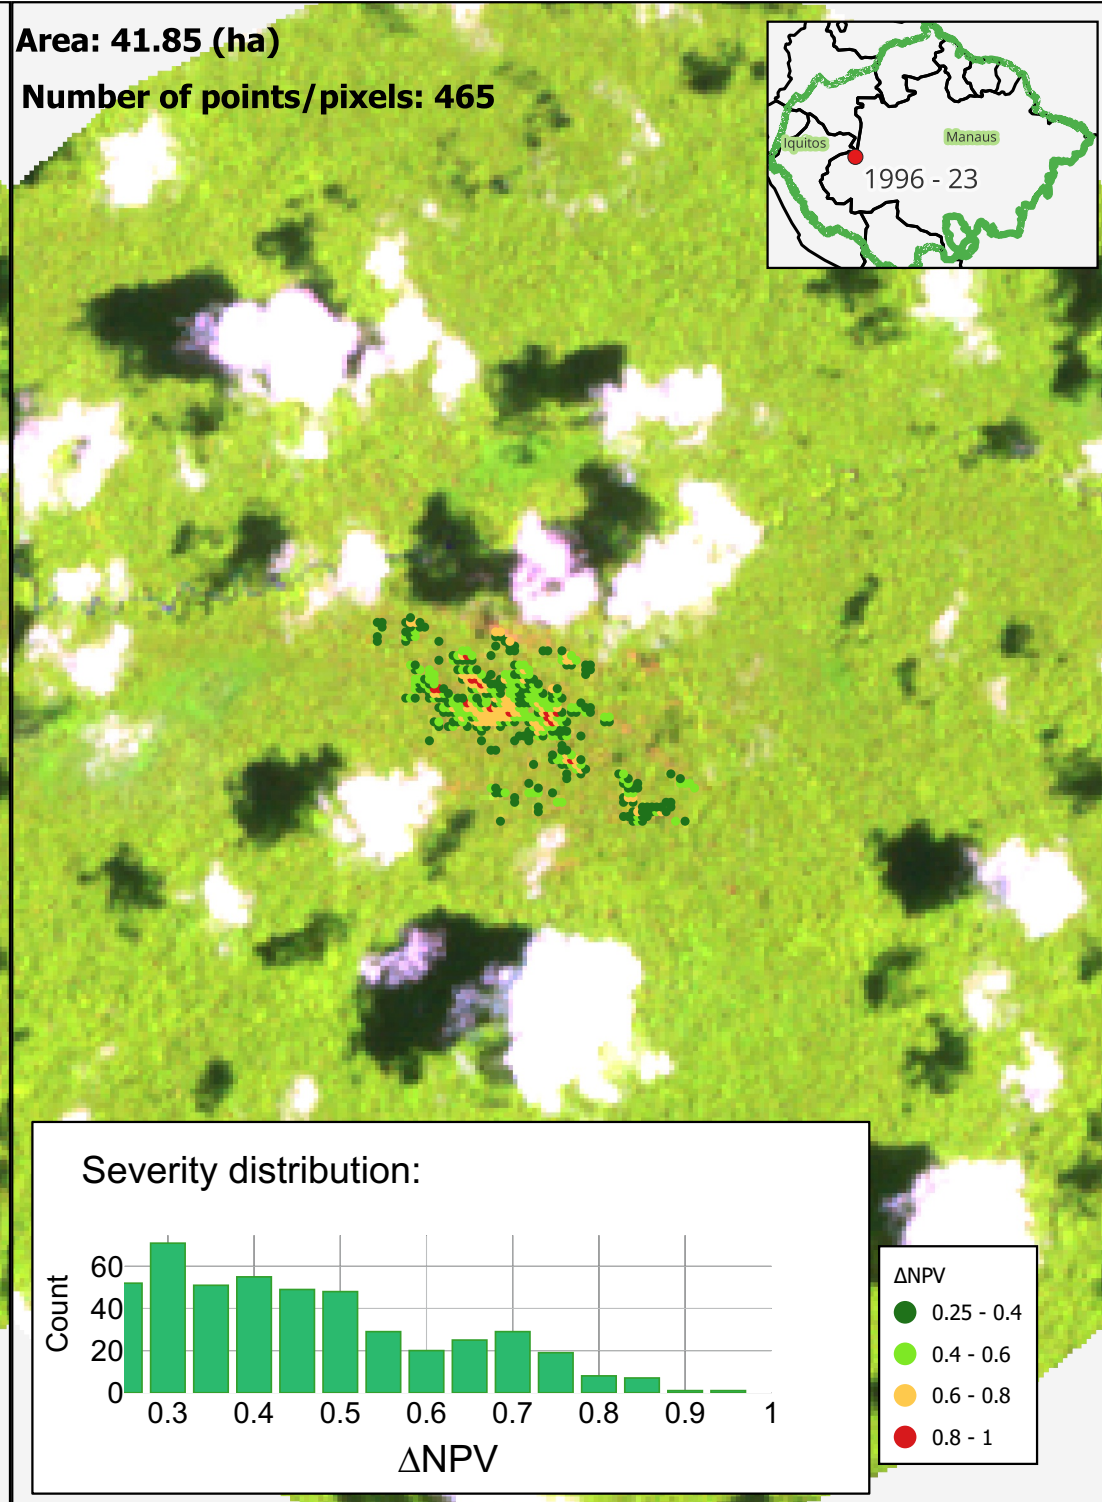 Area: 41.85 (ha)
Number of points/pixels: 465
Iquitos
Manaus
1996 - 23
Severity distribution:
Count
60
40
20
0
0.3 0.4 0.5 0.6 0.7 0.8 0.9 1
ΔNPV
ΔNPV
0.25 - 0.4
0.4 - 0.6
0.6 - 0.8
0.8 - 1